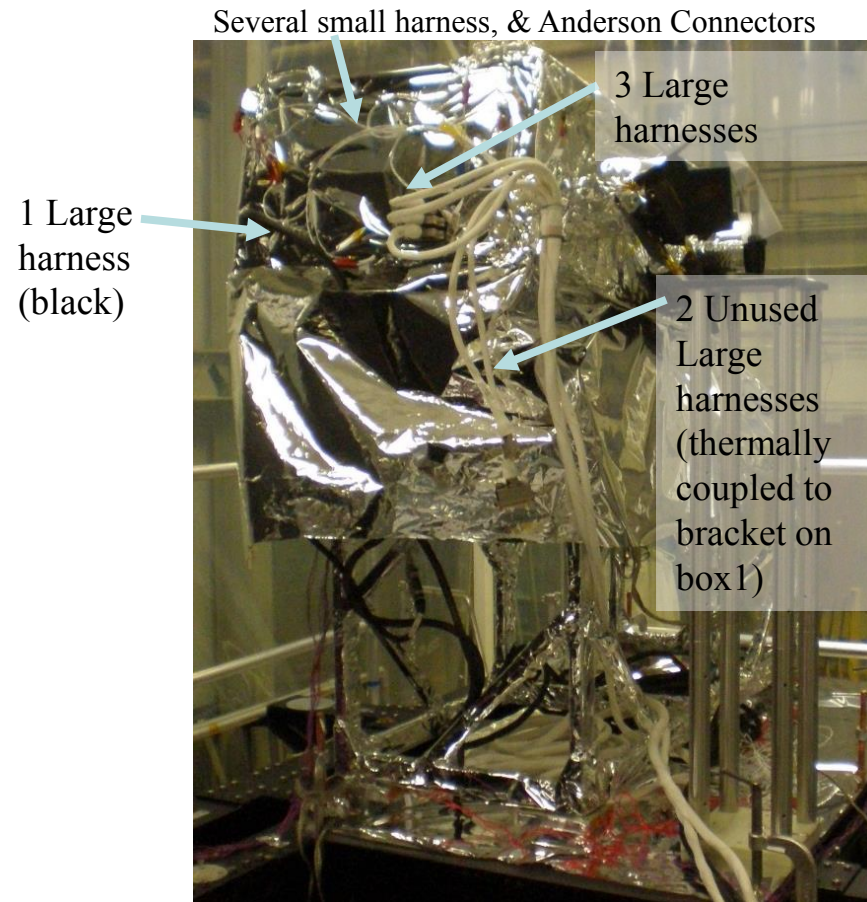 Several small harness, & Anderson Connectors
3 Large
harnesses
1 Large
harness
(black)
2 Unused
Large
harnesses
(thermally
coupled to
bracket on
box1)